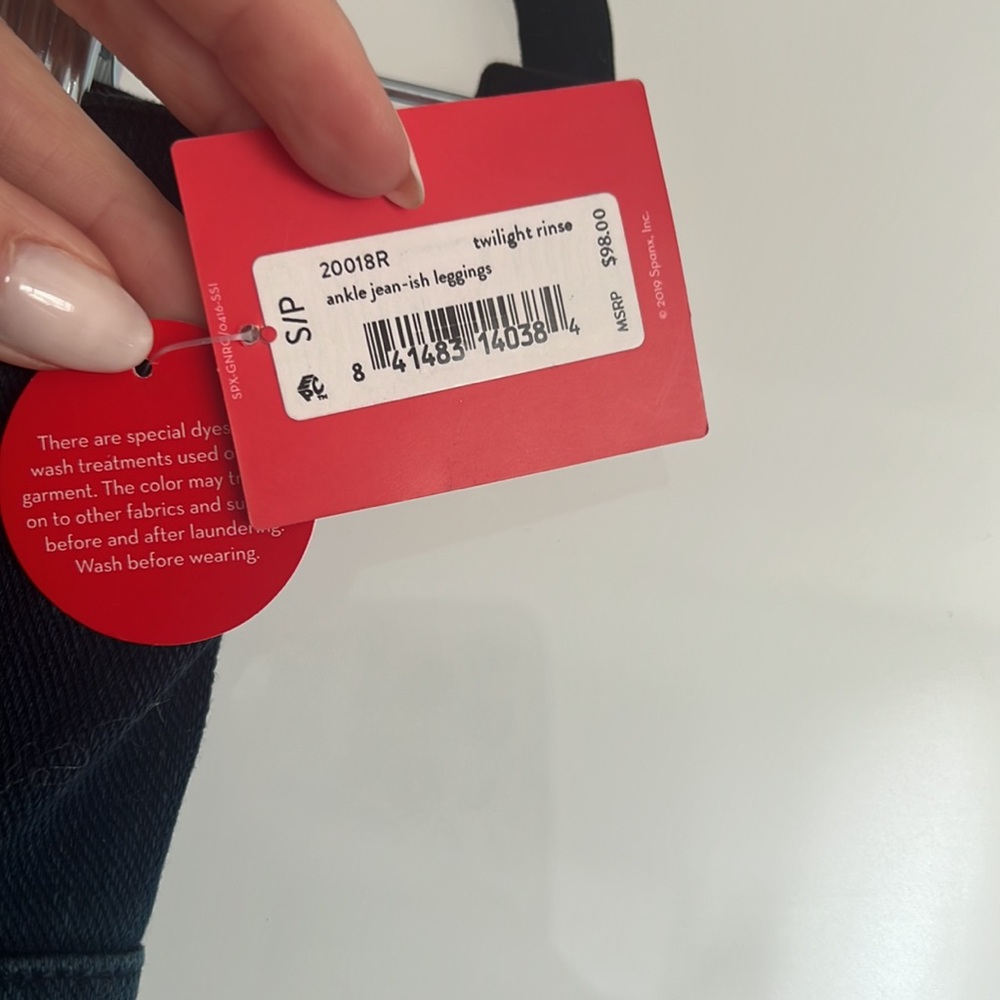 20018R
twilight rinse
ankle jean-ish leggings
S/P
8 41483 14038 4
MSRP $98.00
© 2019 Spanx, Inc.
EPC™
There are special dyes
wash treatments used
garment. The color may
on to other fabrics and
before and after laundering.
Wash before wearing.